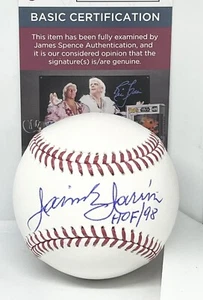 BASIC CERTIFICATION
This item has been fully examined by
James Spence Authentication, and
it is our considered opinion that the
signature(s) is/are genuine.
Jaime Jarrín
HOF/98